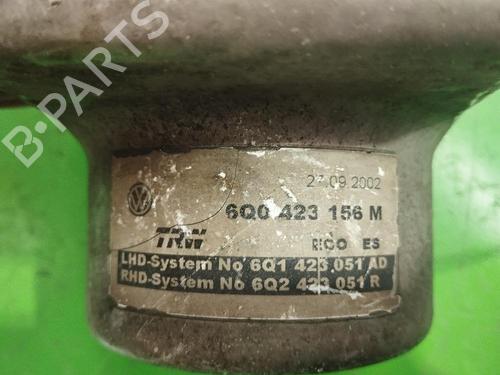 B-PARTS
27.09.2002
6Q0 423 156 M
TRW
ES
LHD-System No 6Q1 423 051 AD
RHD-System No 6Q2 423 051 R